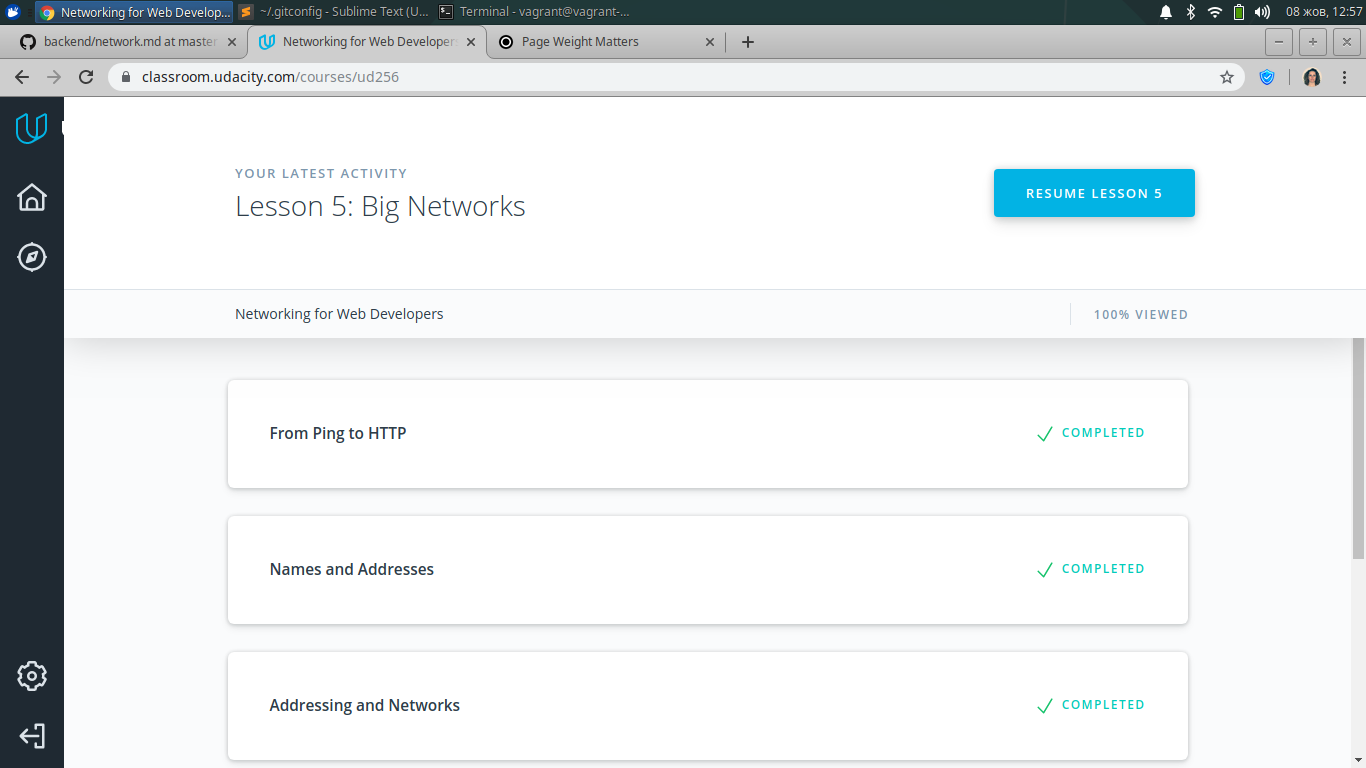 Networking for Web Develop...
~/.gitconfig - Sublime Text (U...
Terminal - vagrant@vagrant-...
08 жов, 12:57
backend/network.md at master
Networking for Web Developers
Page Weight Matters
classroom.udacity.com/courses/ud256
YOUR LATEST ACTIVITY
Lesson 5: Big Networks
RESUME LESSON 5
Networking for Web Developers
100% VIEWED
From Ping to HTTP
COMPLETED
Names and Addresses
COMPLETED
Addressing and Networks
COMPLETED